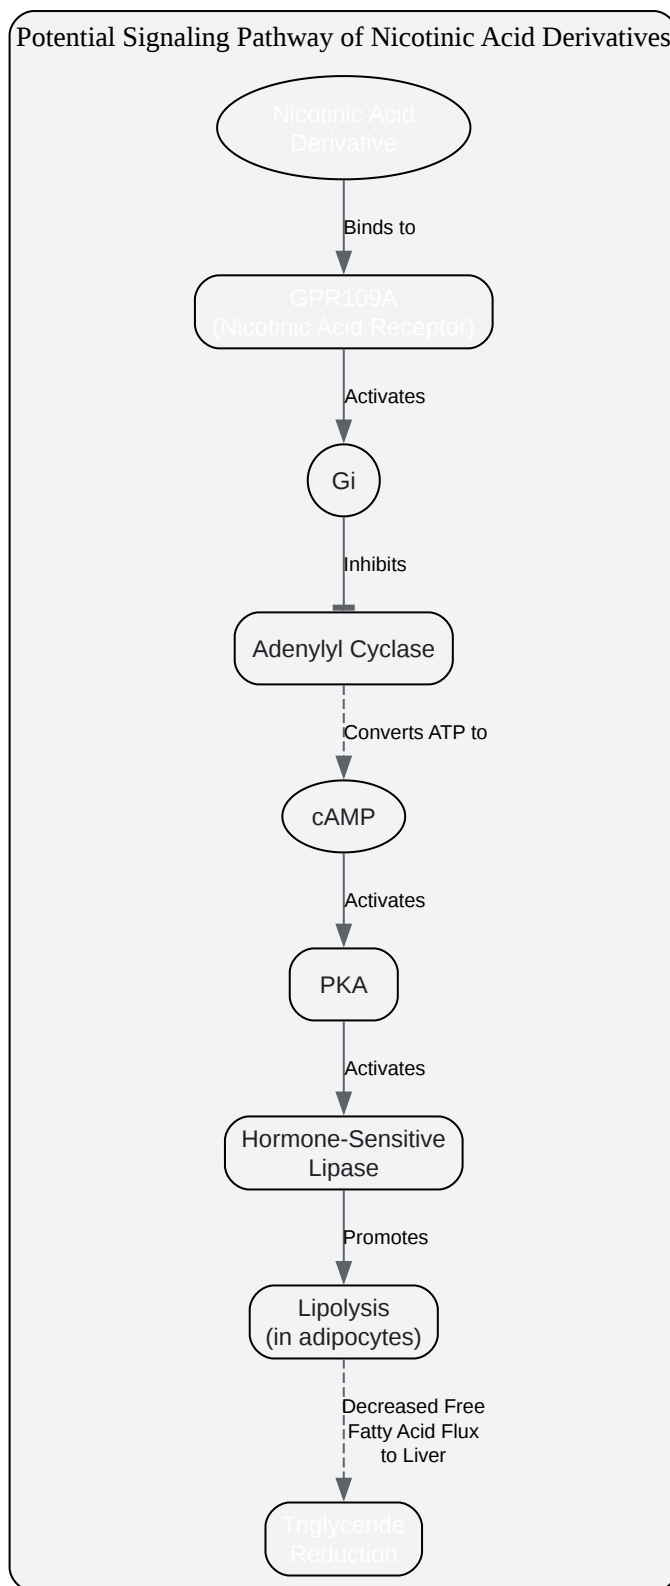 Potential Signaling Pathway of Nicotinic Acid Derivatives
Nicotinic Acid
Derivative
Binds to
GPR109A
(Nicotinic Acid Receptor)
Activates
Gi
Inhibits
Adenylyl Cyclase
Converts ATP to
cAMP
Activates
PKA
Activates
Hormone-Sensitive
Lipase
Promotes
Lipolysis
(in adipocytes)
Decreased Free
Fatty Acid Flux
to Liver
Triglyceride
Reduction